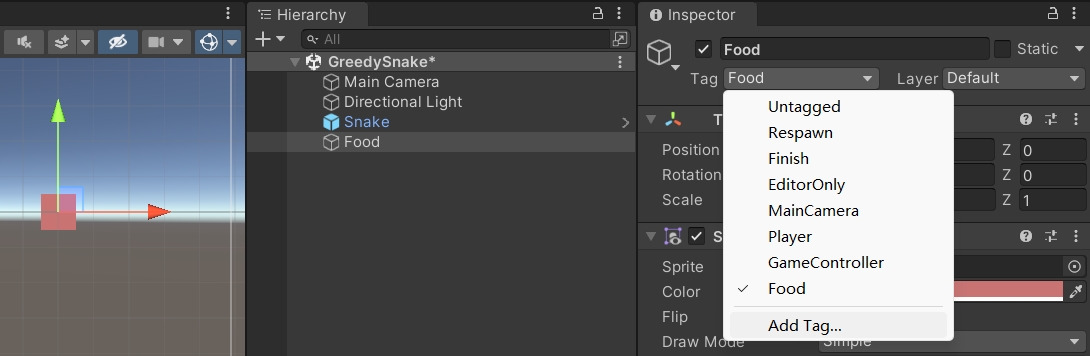 Hierarchy
All
GreedySnake*
Main Camera
Directional Light
Snake
Food
Inspector
Food
Static
Tag Food
Layer Default
Untagged
Respawn
Finish
EditorOnly
MainCamera
Player
GameController
Food
Add Tag...
T
Position
Z 0
Rotation
Z 0
Scale
Z 1
S
Sprite
Color
Flip
Draw Mode
Simple